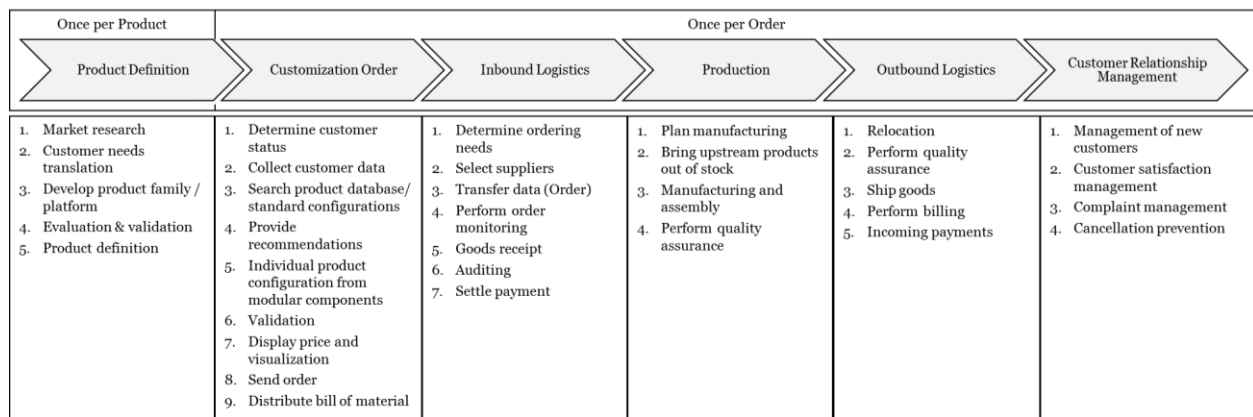 Once per Product
Once per Order
Product Definition
Customization Order
Inbound Logistics
Production
Outbound Logistics
Customer Relationship
Management
1. Market research
2. Customer needs
translation
3. Develop product family /
platform
4. Evaluation & validation
5. Product definition
1. Determine customer
status
2. Collect customer data
3. Search product database/
standard configurations
4. Provide
recommendations
5. Individual product
configuration from
modular components
6. Validation
7. Display price and
visualization
8. Send order
9. Distribute bill of material
1. Determine ordering
needs
2. Select suppliers
3. Transfer data (Order)
4. Perform order
monitoring
5. Goods receipt
6. Auditing
7. Settle payment
1. Plan manufacturing
2. Bring upstream products
out of stock
3. Manufacturing and
assembly
4. Perform quality
assurance
1. Relocation
2. Perform quality
assurance
3. Ship goods
4. Perform billing
5. Incoming payments
1. Management of new
customers
2. Customer satisfaction
management
3. Complaint management
4. Cancellation prevention